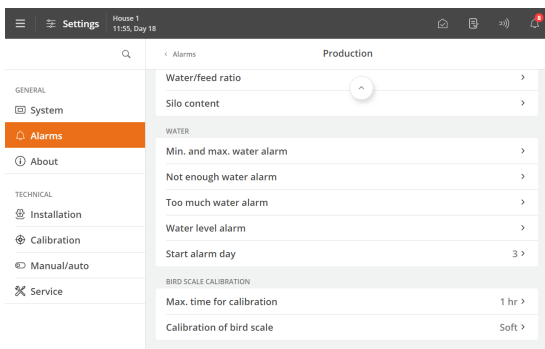 Settings
House 1
11:55, Day 18
8
< Alarms
Production
Water/feed ratio
GENERAL
Silo content
System
WATER
Alarms
Min. and max. water alarm
About
Not enough water alarm
TECHNICAL
Too much water alarm
Installation
Water level alarm
Calibration
Start alarm day 3
Manual/auto
BIRD SCALE CALIBRATION
Service
Max. time for calibration 1 hr
Calibration of bird scale Soft